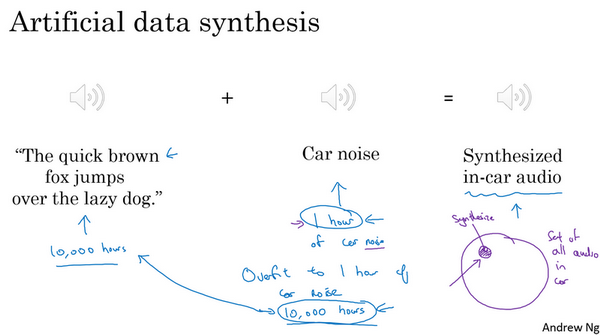 Artificial data synthesis
+
=
“The quick brown
fox jumps
over the lazy dog.”
10,000 hours
Car noise
1 hour
of car noise
Overfit to 1 hour of
car noise
10,000 hours
Synthesized
in-car audio
Synthesize
Set of
all audio
in
car
Andrew Ng